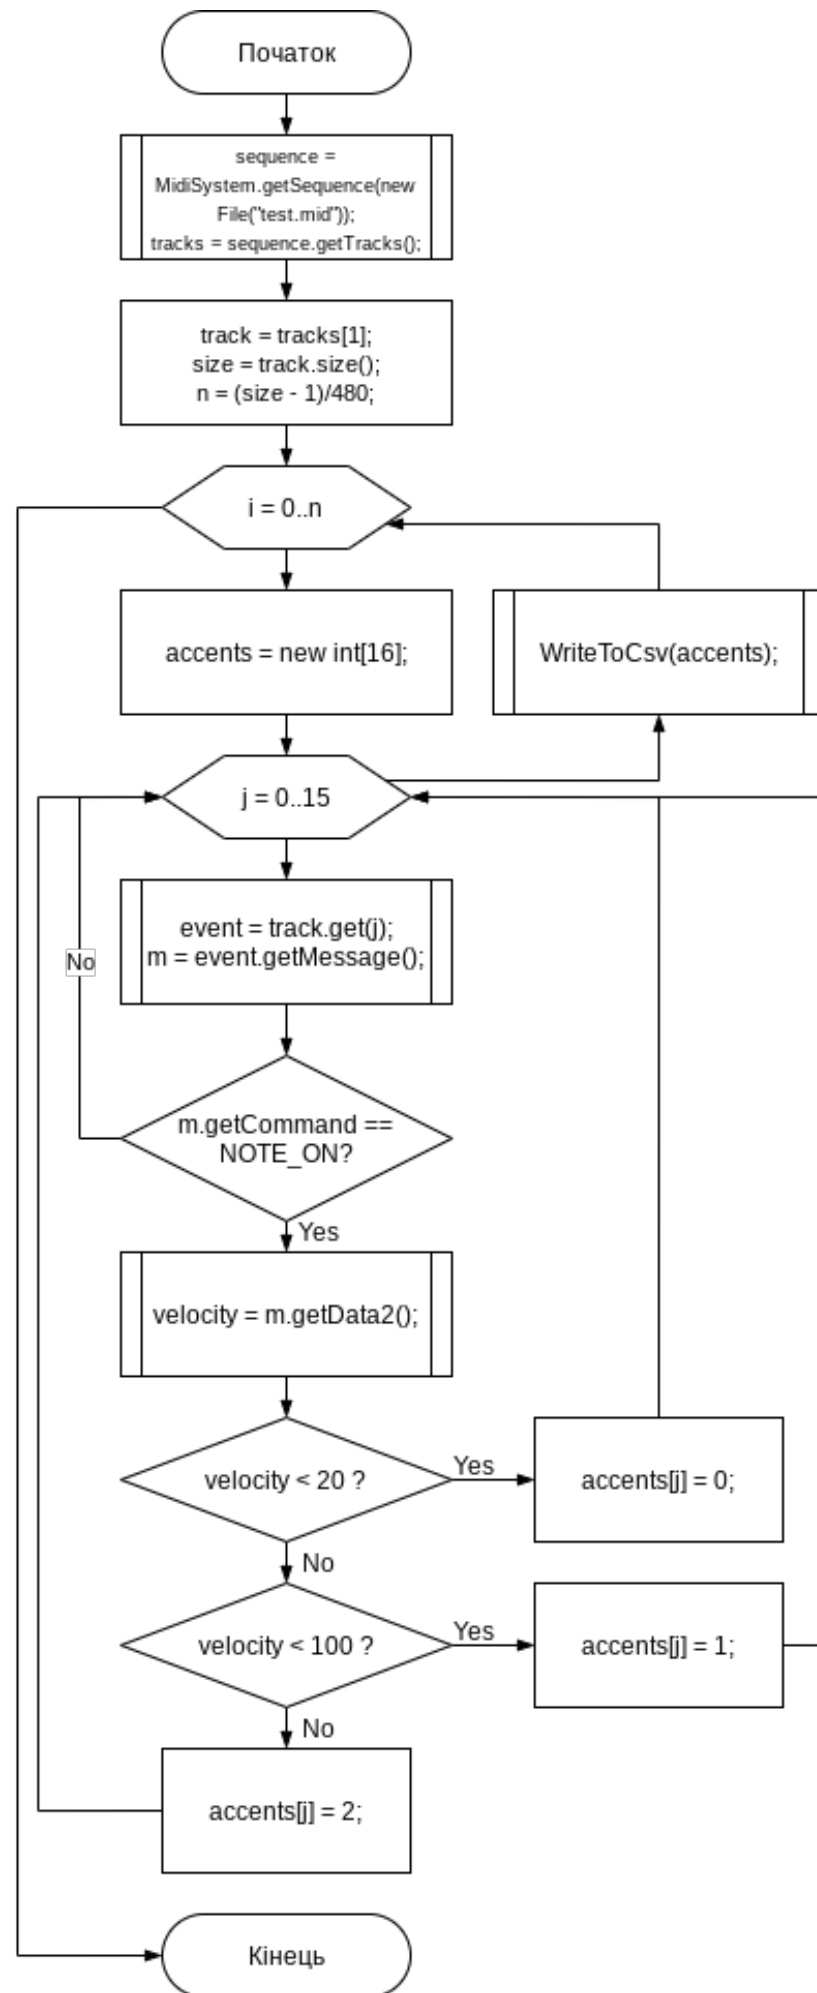 Початок
sequence =
MidiSystem.getSequence(new
File("test.mid"));
tracks = sequence.getTracks();
track = tracks[1];
size = track.size();
n = (size - 1)/480;
i = 0..n
accents = new int[16];
WriteToCsv(accents);
j = 0..15
event = track.get(j);
m = event.getMessage();
No
m.getCommand ==
NOTE_ON?
Yes
velocity = m.getData2();
velocity < 20 ?
Yes
accents[j] = 0;
No
velocity < 100 ?
Yes
accents[j] = 1;
No
accents[j] = 2;
Кінець